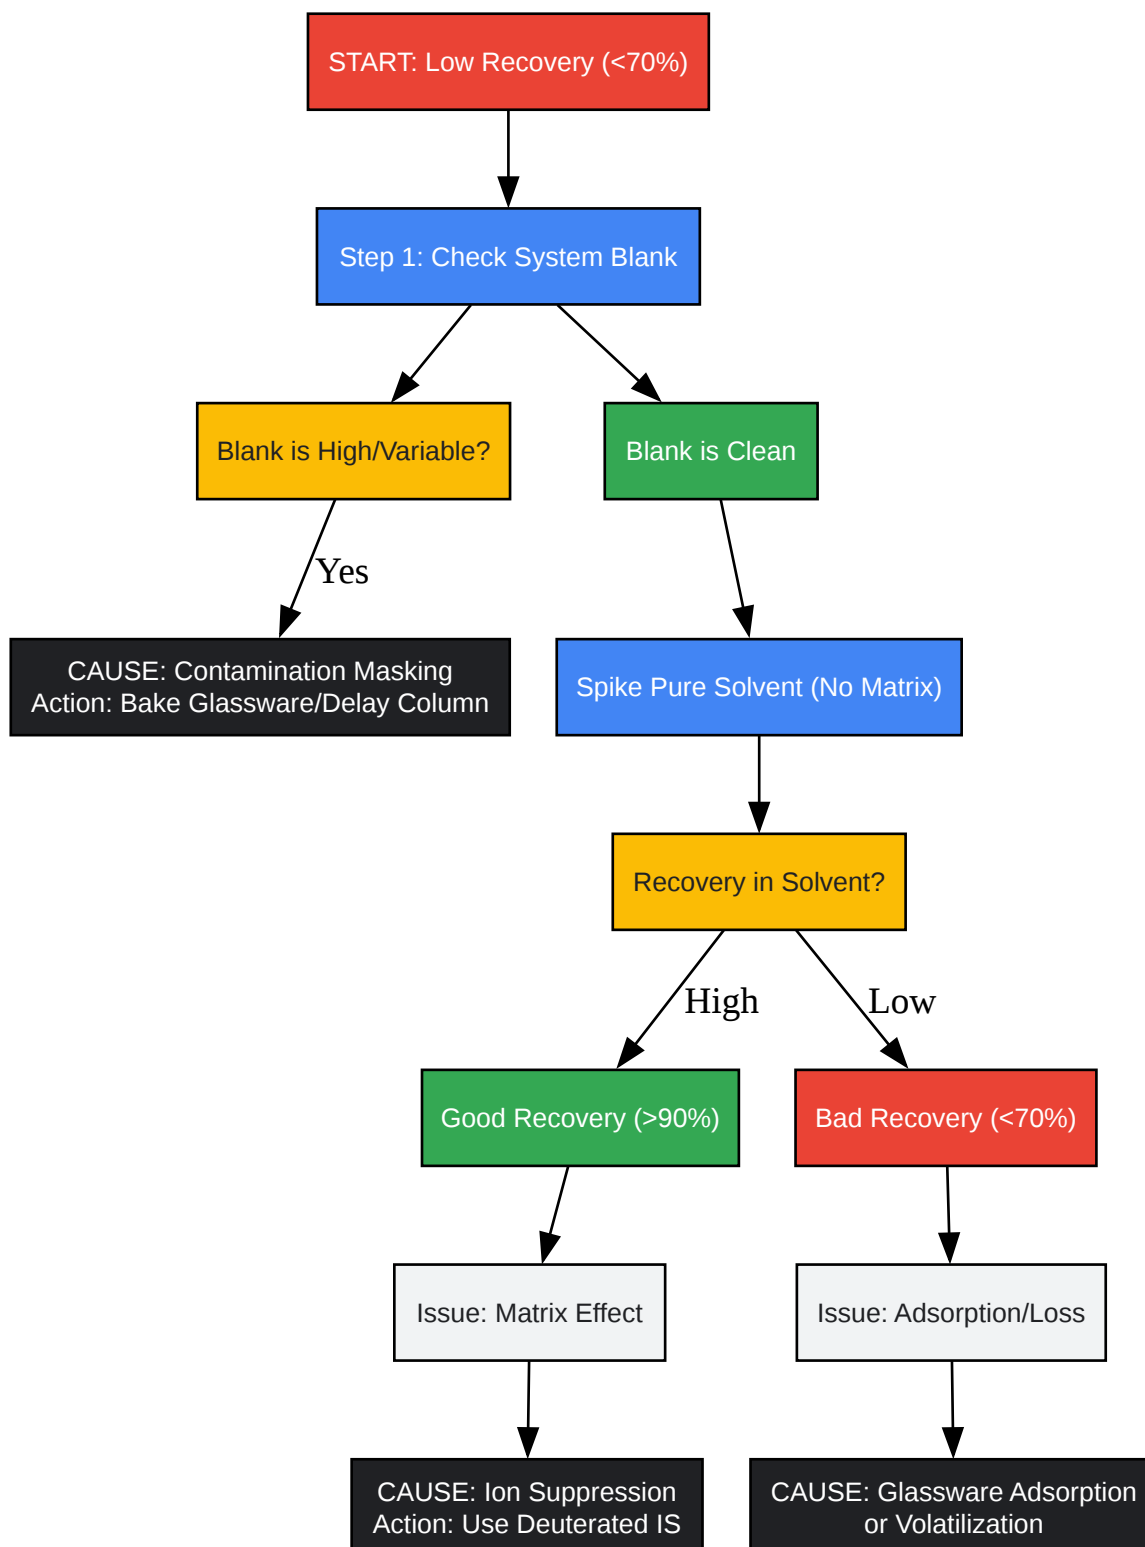 START: Low Recovery (<70%)
Step 1: Check System Blank
Blank is High/Variable?
Blank is Clean
Yes
CAUSE: Contamination Masking
Action: Bake Glassware/Delay Column
Spike Pure Solvent (No Matrix)
Recovery in Solvent?
High
Low
Good Recovery (>90%)
Bad Recovery (<70%)
Issue: Matrix Effect
Issue: Adsorption/Loss
CAUSE: Ion Suppression
Action: Use Deuterated IS
CAUSE: Glassware Adsorption
or Volatilization